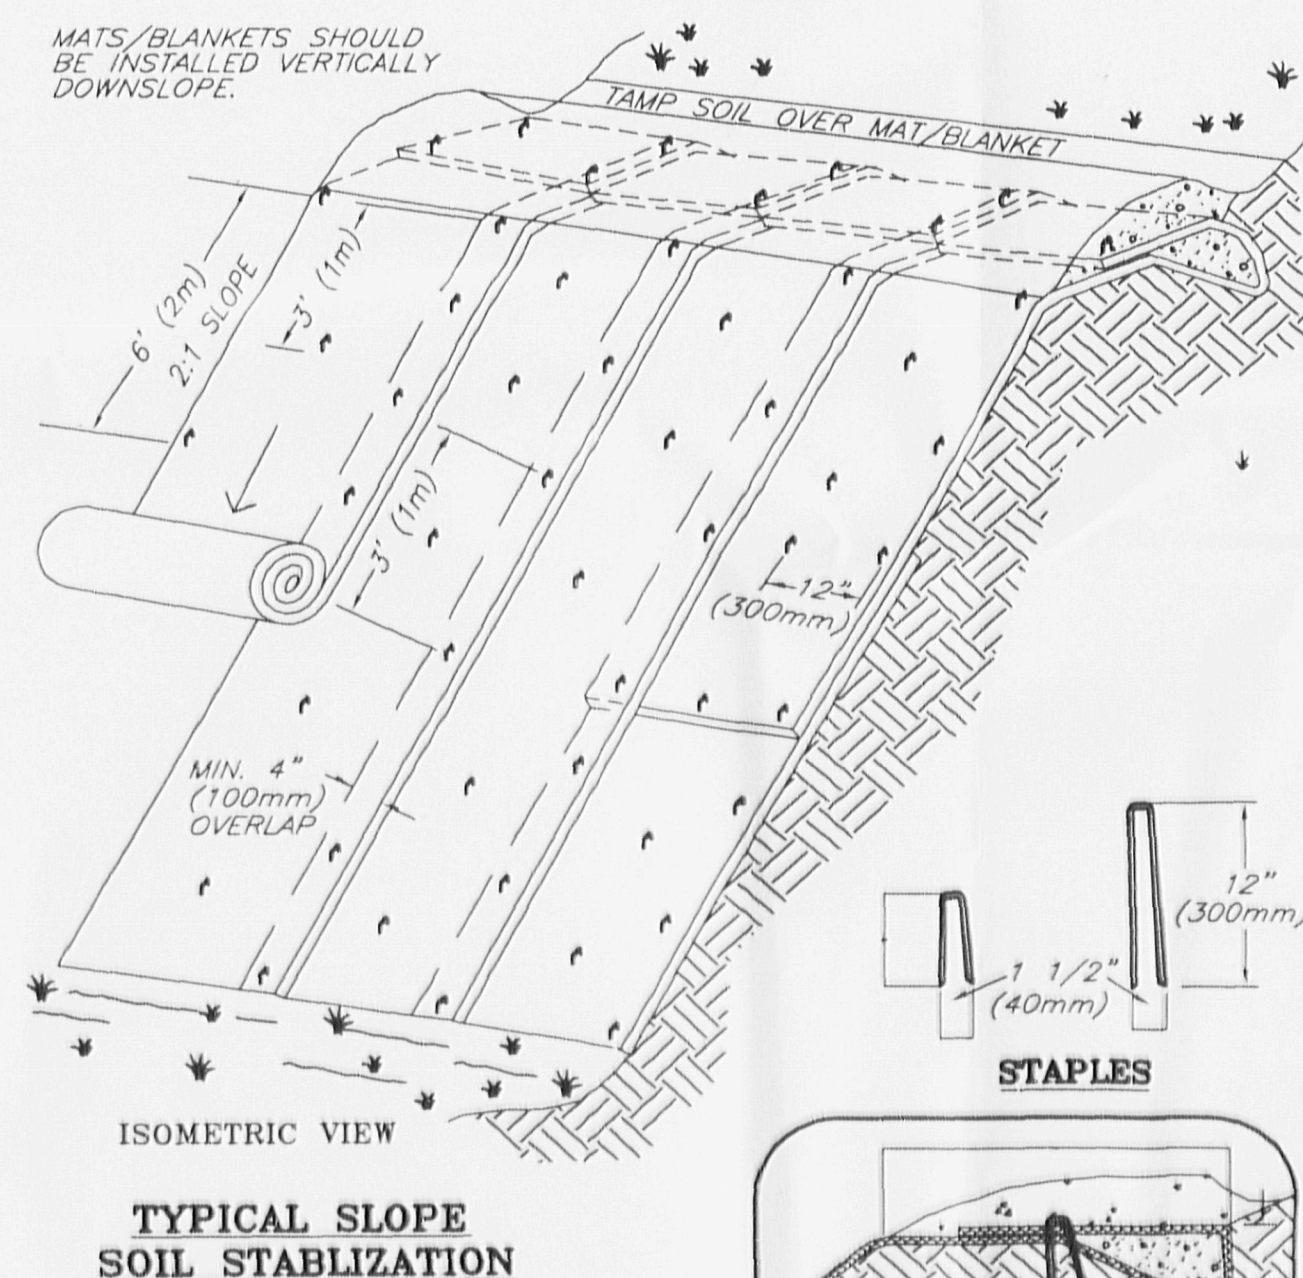 MATS/BLANKETS SHOULD
BE INSTALLED VERTICALLY
DOWNSLOPE.
TAMP SOIL OVER MAT/BLANKET
6' (2m)
2:1 SLOPE
3' (1m)
3' (1m)
12"
(300mm)
MIN. 4"
(100mm)
OVERLAP
12"
(300mm)
1 1/2"
(40mm)
STAPLES
ISOMETRIC VIEW
TYPICAL SLOPE
SOIL STABLIZATION